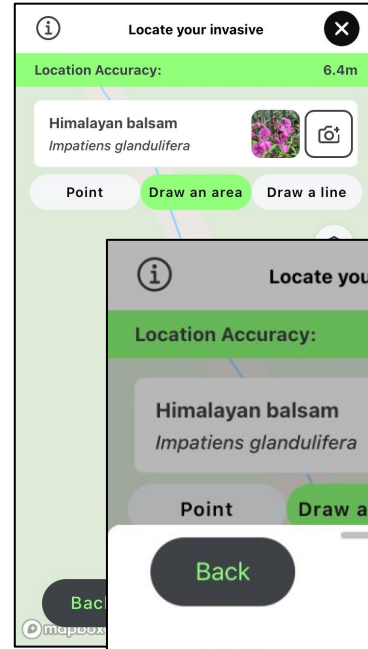 Locate your invasive
Location Accuracy: 6.4m
Himalayan balsam
Impatiens glandulifera
Point Draw an area Draw a line
Locate you
Location Accuracy:
Himalayan balsam
Impatiens glandulifera
Point Draw a
Back
Bac
mapbox